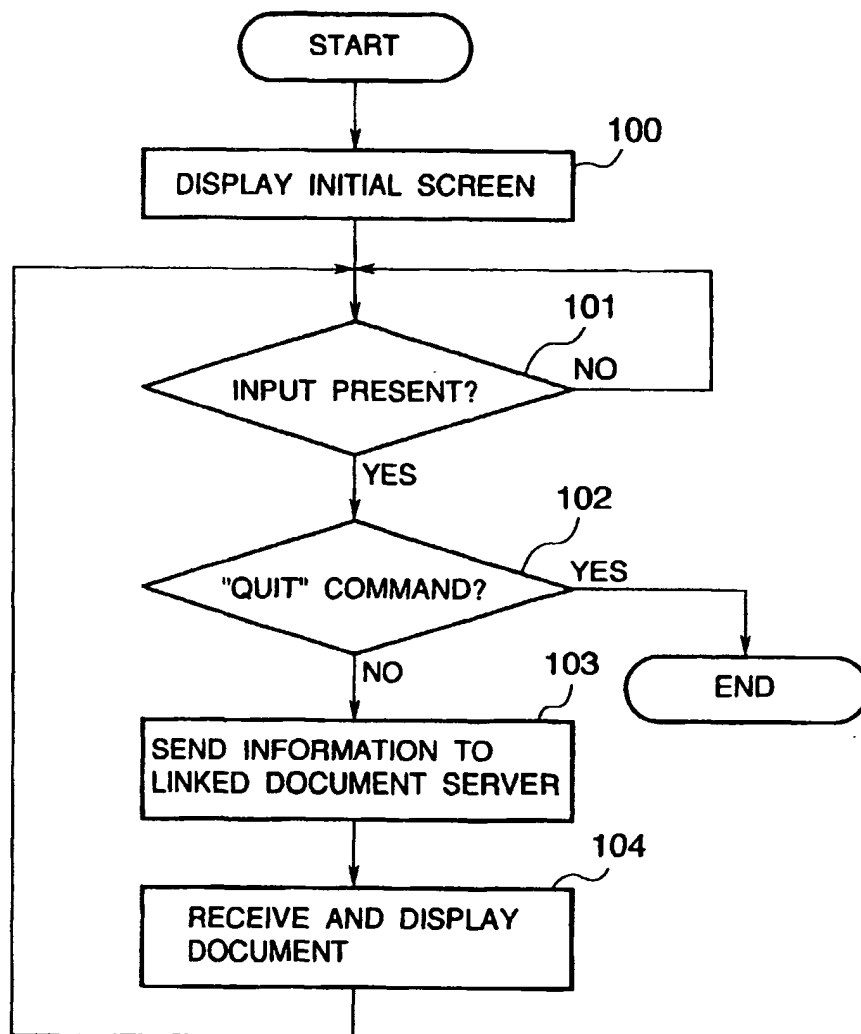 START
100
DISPLAY INITIAL SCREEN
101
INPUT PRESENT?
NO
YES
102
"QUIT" COMMAND?
YES
NO
END
103
SEND INFORMATION TO
LINKED DOCUMENT SERVER
104
RECEIVE AND DISPLAY
DOCUMENT